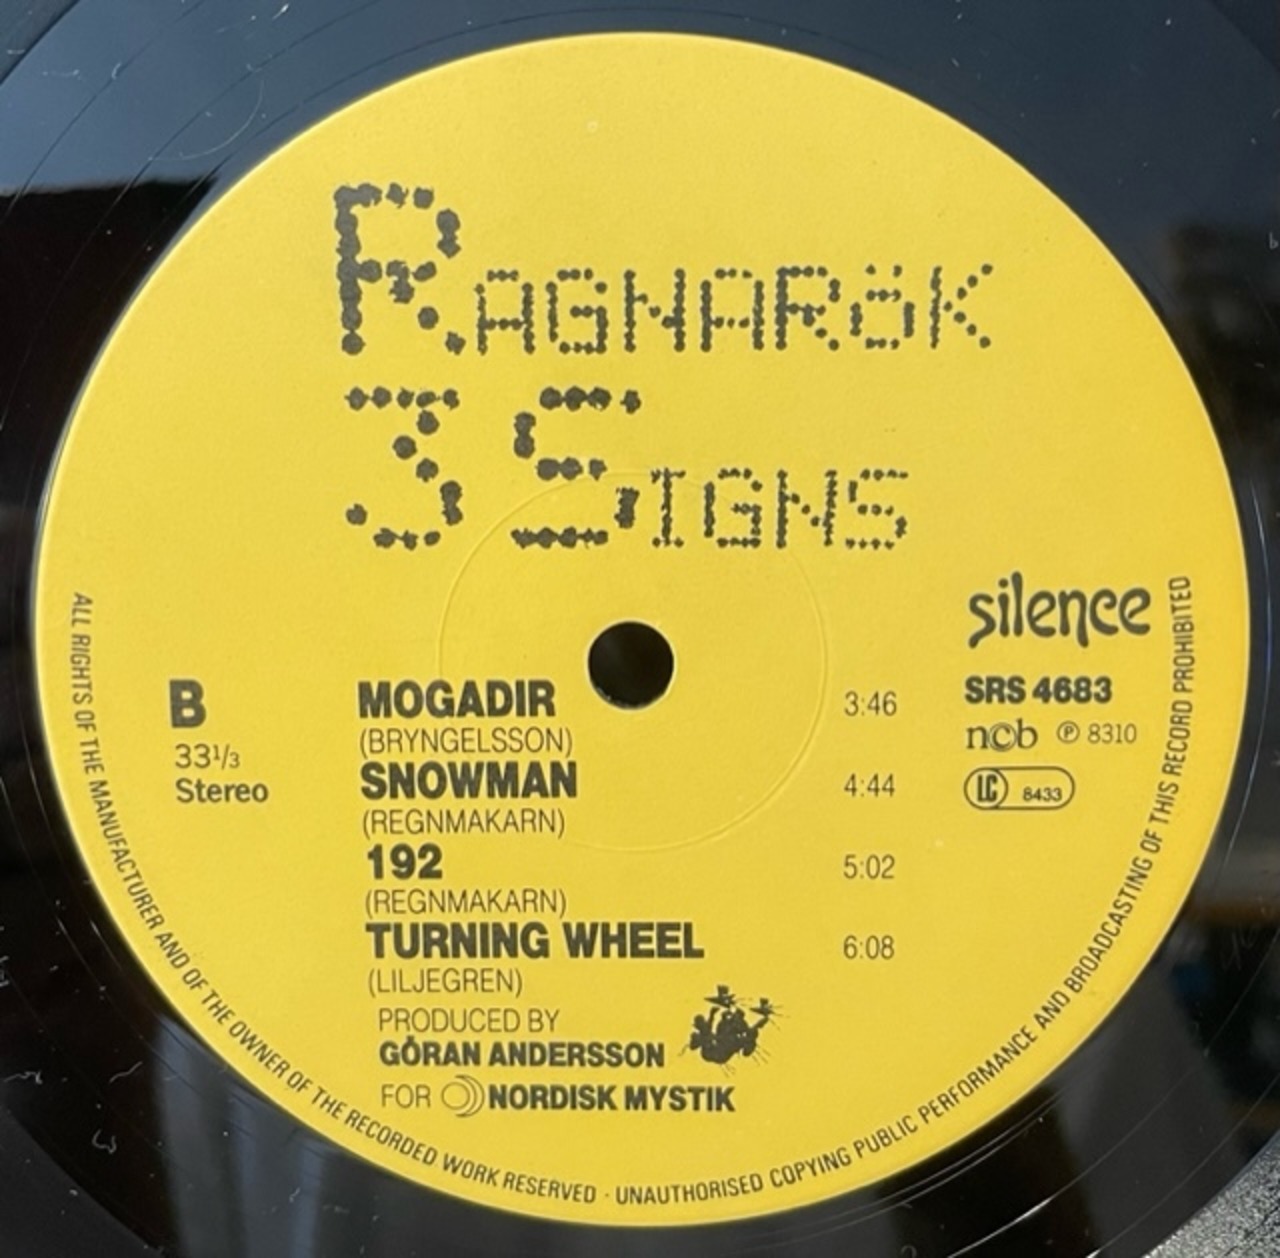 RAGNARÖK
3 SIGNS
silence
SRS 4683
ncb ℗ 8310
LC 8433
B
33 1/3
Stereo
MOGADIR 3:46
(BRYNGELSSON)
SNOWMAN 4:44
(REGNMAKARN)
192 5:02
(REGNMAKARN)
TURNING WHEEL 6:08
(LILJEGREN)
PRODUCED BY
GÖRAN ANDERSSON
FOR NORDISK MYSTIK
ALL RIGHTS OF THE MANUFACTURER AND OF THE OWNER OF THE RECORDED WORK RESERVED · UNAUTHORISED COPYING PUBLIC PERFORMANCE AND BROADCASTING OF THIS RECORD PROHIBITED